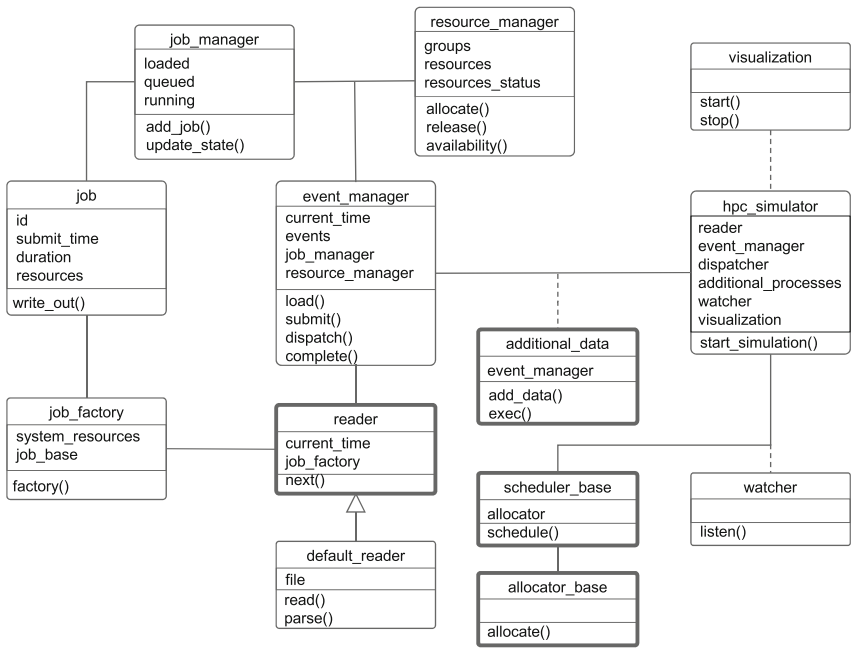 job_manager
loaded
queued
running
add_job()
update_state()
resource_manager
groups
resources
resources_status
allocate()
release()
availability()
visualization
start()
stop()
job
id
submit_time
duration
resources
write_out()
event_manager
current_time
events
job_manager
resource_manager
load()
submit()
dispatch()
complete()
hpc_simulator
reader
event_manager
dispatcher
additional_processes
watcher
visualization
start_simulation()
additional_data
event_manager
add_data()
exec()
job_factory
system_resources
job_base
factory()
reader
current_time
job_factory
next()
scheduler_base
allocator
schedule()
watcher
listen()
default_reader
file
read()
parse()
allocator_base
allocate()